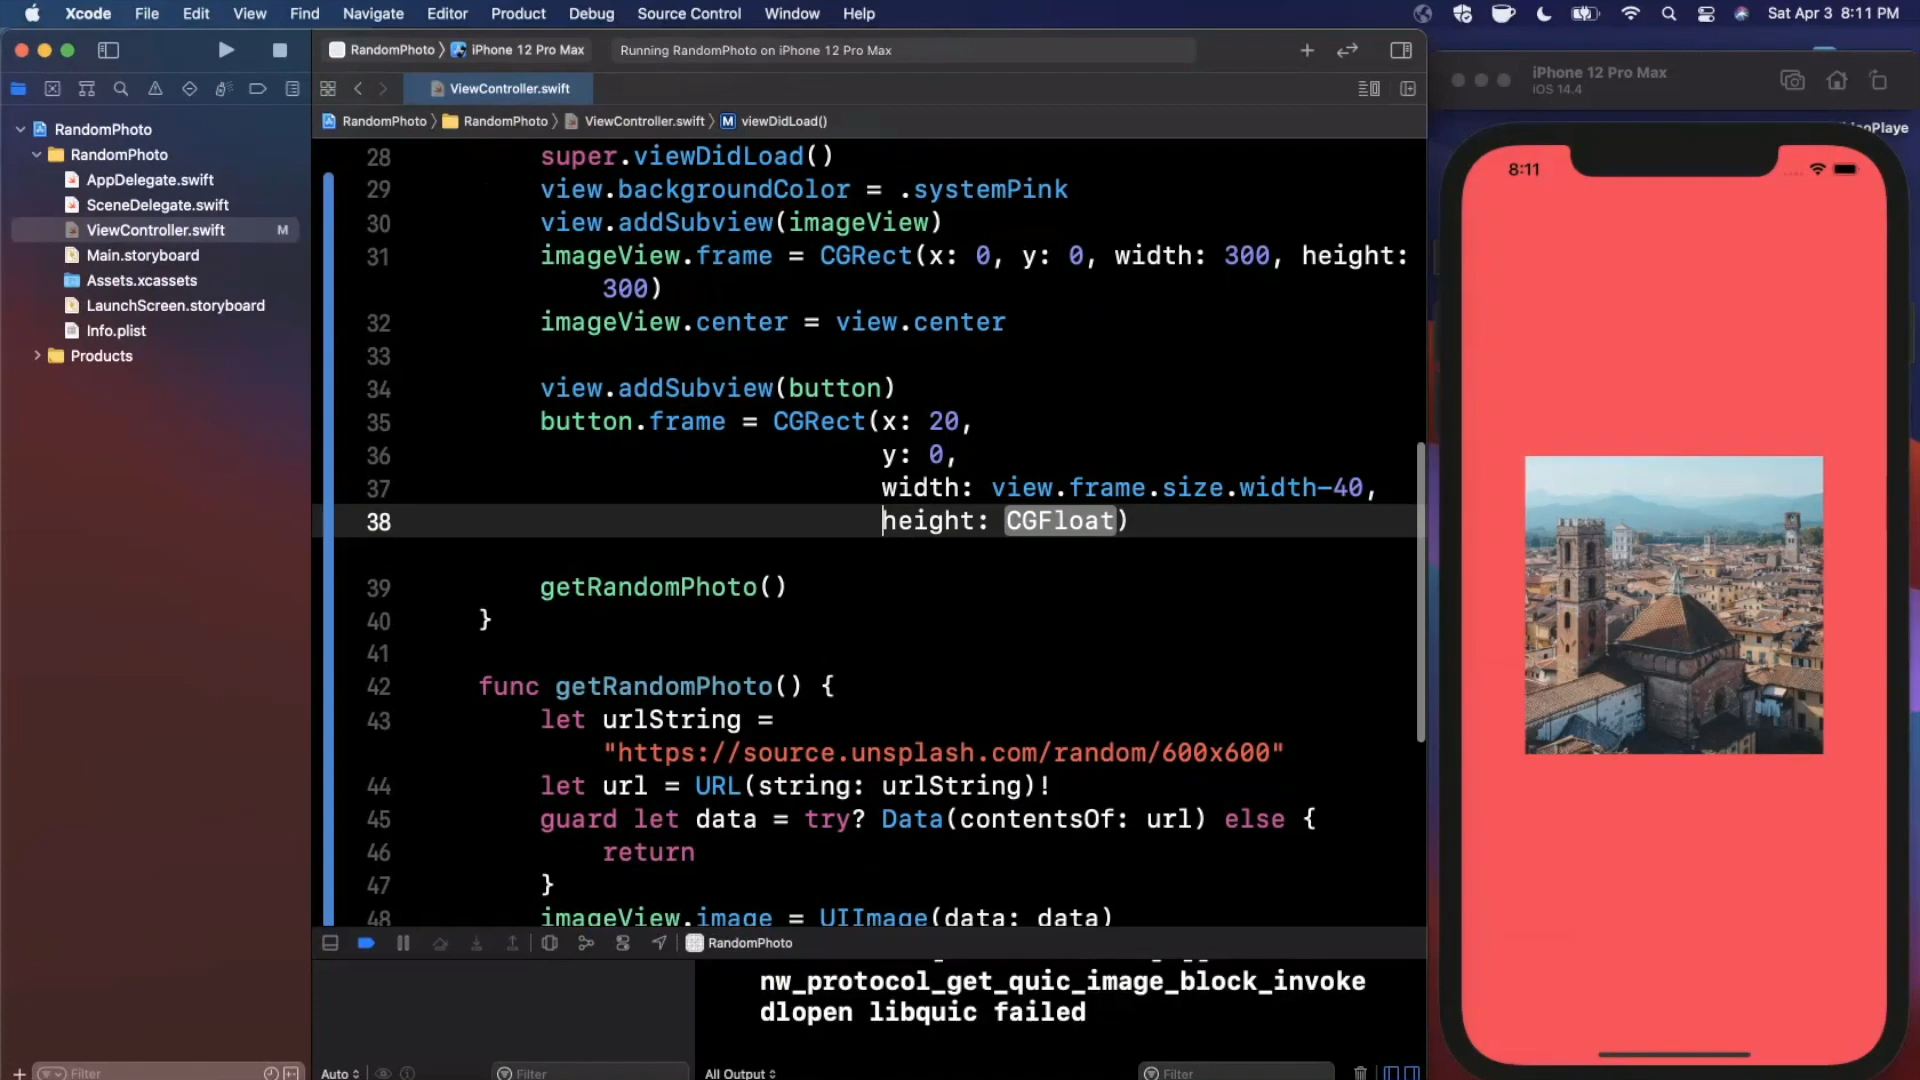 Xcode File Edit View Find Navigate Editor Product Debug Source Control Window Help Sat Apr 3 8:11 PM
RandomPhoto iPhone 12 Pro Max Running RandomPhoto on iPhone 12 Pro Max
ViewController.swift
RandomPhoto RandomPhoto ViewController.swift M viewDidLoad()
RandomPhoto
RandomPhoto
AppDelegate.swift
SceneDelegate.swift
ViewController.swift M
Main.storyboard
Assets.xcassets
LaunchScreen.storyboard
Info.plist
Products
Filter
28 super.viewDidLoad()
29 view.backgroundColor = .systemPink
30 view.addSubview(imageView)
31 imageView.frame = CGRect(x: 0, y: 0, width: 300, height:
300)
32 imageView.center = view.center
33
34 view.addSubview(button)
35 button.frame = CGRect(x: 20,
36 y: 0,
37 width: view.frame.size.width-40,
38 height: CGFloat)
39 getRandomPhoto()
40 }
41
42 func getRandomPhoto() {
43 let urlString =
"https://source.unsplash.com/random/600x600"
44 let url = URL(string: urlString)!
45 guard let data = try? Data(contentsOf: url) else {
46 return
47 }
48 imageView.image = UIImage(data: data)
RandomPhoto
nw_protocol_get_quic_image_block_invoke
dlopen libquic failed
Auto Filter All Output Filter
iPhone 12 Pro Max
iOS 14.4
8:11